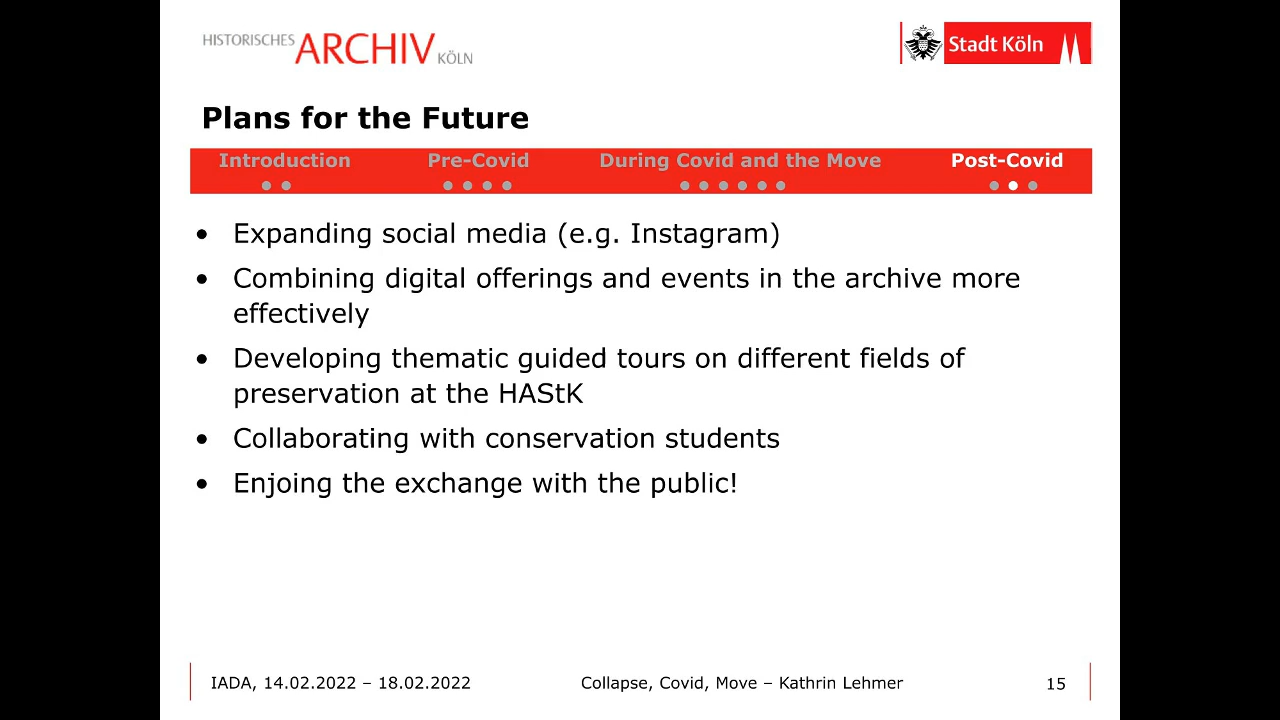 HISTORISCHES ARCHIV KÖLN
Stadt Köln
Plans for the Future
Introduction Pre-Covid During Covid and the Move Post-Covid
• Expanding social media (e.g. Instagram)
• Combining digital offerings and events in the archive more
effectively
• Developing thematic guided tours on different fields of
preservation at the HAStK
• Collaborating with conservation students
• Enjoing the exchange with the public!
IADA, 14.02.2022 – 18.02.2022 Collapse, Covid, Move – Kathrin Lehmer 15